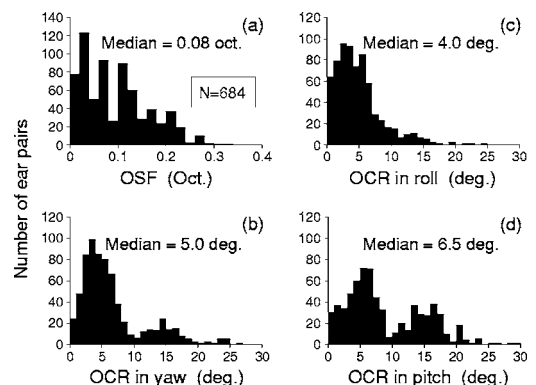 Number of ear pairs
(a)
Median = 0.08 oct.
N=684
140
120
100
80
60
40
20
0
0 0.1 0.2 0.3 0.4
OSF (Oct.)
(c)
Median = 4.0 deg.
120
100
80
60
40
20
0
0 5 10 15 20 25 30
OCR in roll (deg.)
(b)
Median = 5.0 deg.
120
100
80
60
40
20
0
0 5 10 15 20 25 30
OCR in yaw (deg.)
(d)
Median = 6.5 deg.
120
100
80
60
40
20
0
0 5 10 15 20 25 30
OCR in pitch (deg.)